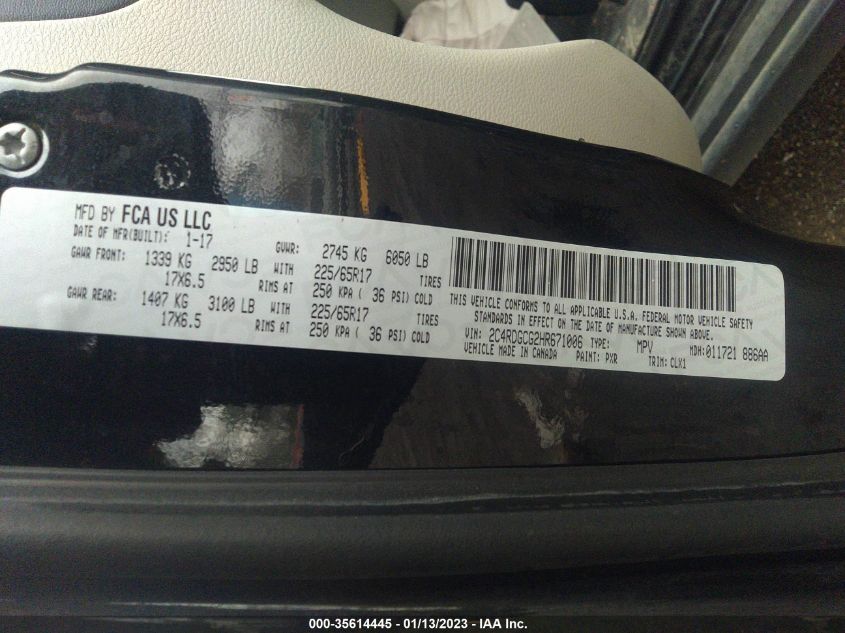 MFD BY FCA US LLC
DATE OF MFR(BUILT): 1-17 GVWR: 2745 KG 6050 LB
GAWR FRONT: 1339 KG 2950 LB WITH 225/65R17 TIRES
17X6.5 RIMS AT 250 KPA ( 36 PSI) COLD
GAWR REAR: 1407 KG 3100 LB WITH 225/65R17 TIRES
17X6.5 RIMS AT 250 KPA ( 36 PSI) COLD
THIS VEHICLE CONFORMS TO ALL APPLICABLE U.S.A. FEDERAL MOTOR VEHICLE SAFETY
STANDARDS IN EFFECT ON THE DATE OF MANUFACTURE SHOWN ABOVE.
VIN: 2C4RDGCG2HR671006 TYPE: MPV MDH:011721 886AA
VEHICLE MADE IN CANADA PAINT: PXR TRIM: CLX1
000-35614445 - 01/13/2023 - IAA Inc.